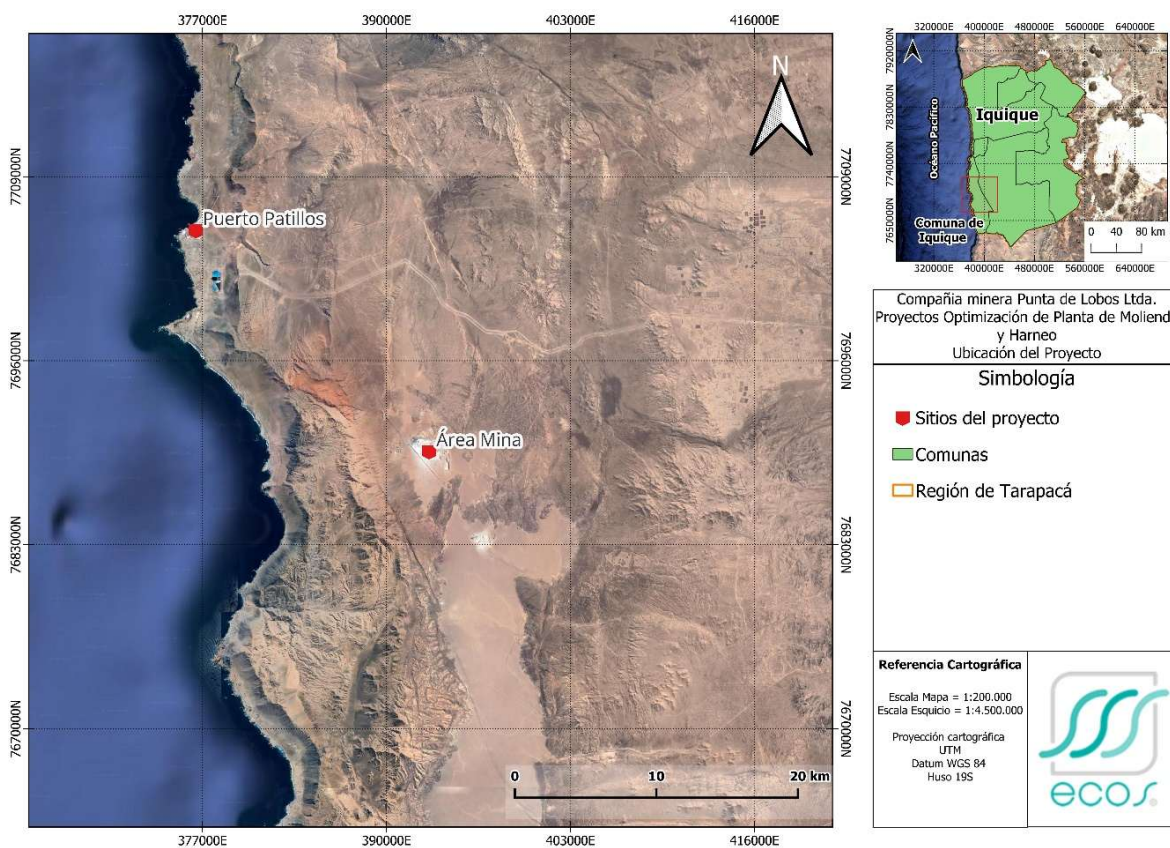 377000E 390000E 403000E 416000E
7709000N 7709000N
7696000N 7696000N
7683000N 7683000N
7670000N 7670000N
377000E 390000E 403000E 416000E
N
Puerto Patillos
Área Mina
0 10 20 km
320000E 400000E 480000E 560000E 640000E
7920000N
7830000N
7740000N
7650000N
Iquique
Océano Pacífico
Comuna de
Iquique
0 40 80 km
320000E 400000E 480000E 560000E 640000E
Compañia minera Punta de Lobos Ltda.
Proyectos Optimización de Planta de Moliend
y Harneo
Ubicación del Proyecto
Simbología
Sitios del proyecto
Comunas
Región de Tarapacá
Referencia Cartográfica
Escala Mapa = 1:200.000
Escala Esquicio = 1:4.500.000
Proyección cartográfica
UTM
Datum WGS 84
Huso 19S
ecos®